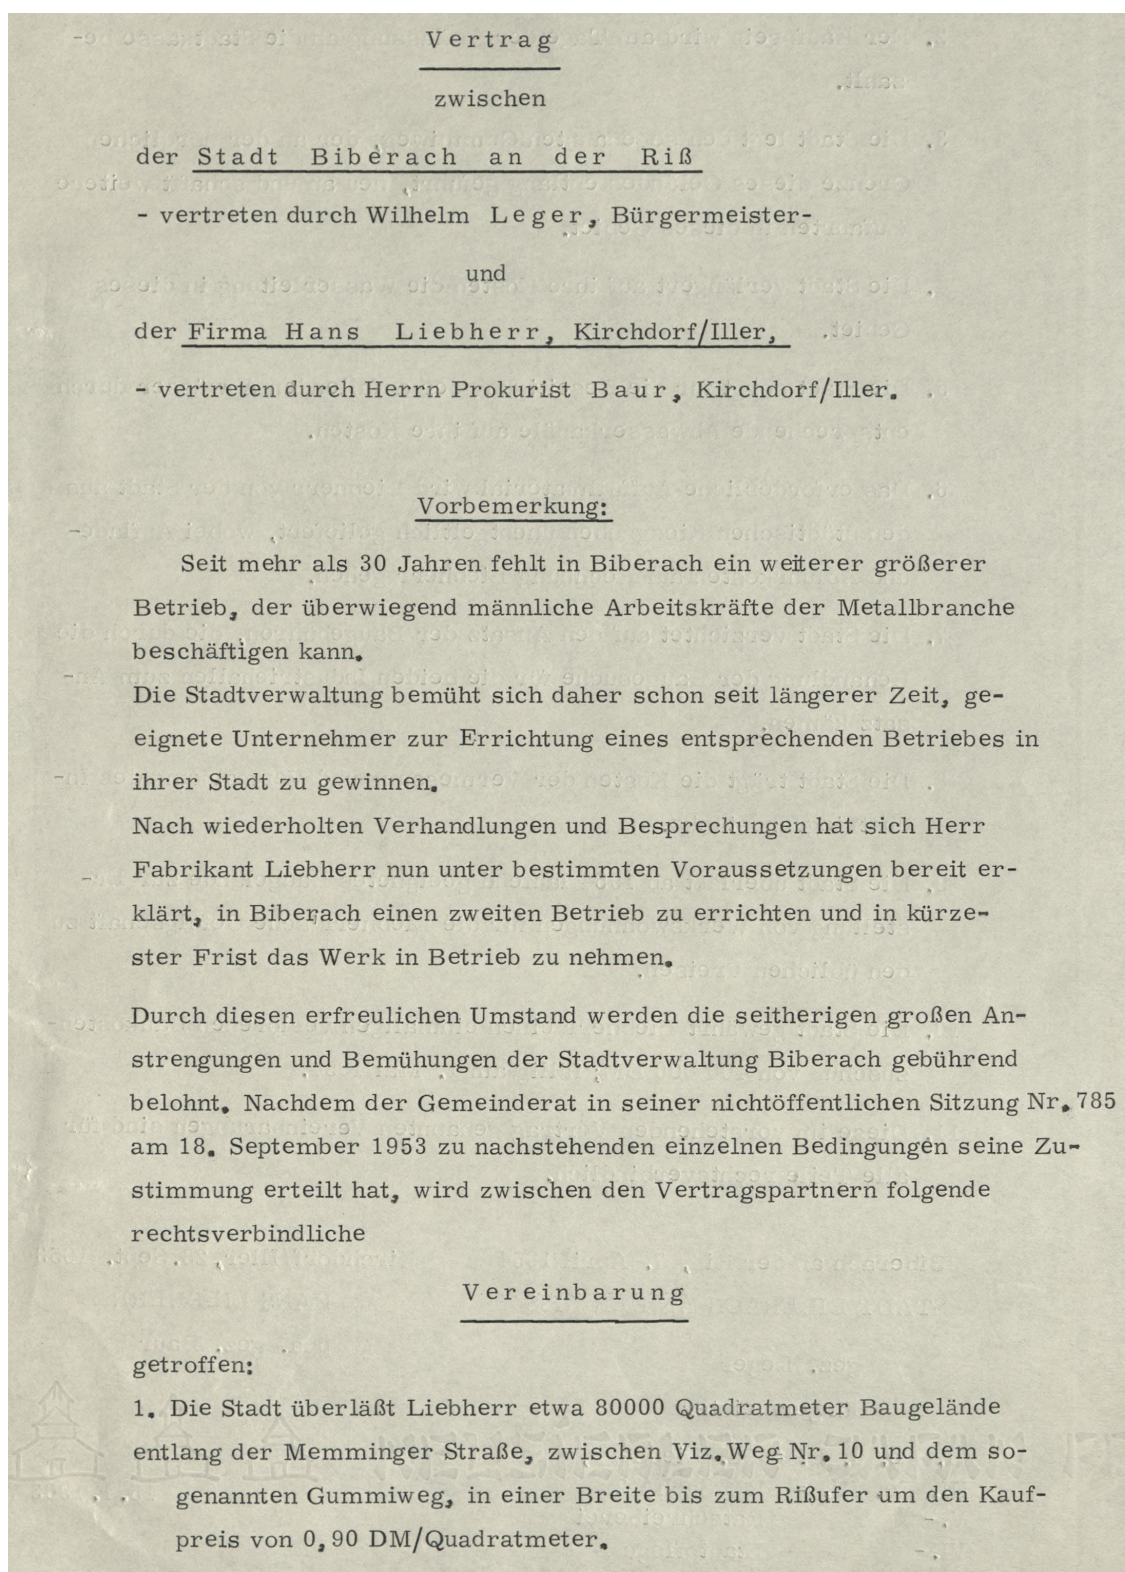 Vertrag
zwischen
der Stadt Biberach an der Riß
- vertreten durch Wilhelm Leger, Bürgermeister-
und
der Firma Hans Liebherr, Kirchdorf/Iller,
- vertreten durch Herrn Prokurist Baur, Kirchdorf/Iller.
Vorbemerkung:
Seit mehr als 30 Jahren fehlt in Biberach ein weiterer größerer
Betrieb, der überwiegend männliche Arbeitskräfte der Metallbranche
beschäftigen kann.
Die Stadtverwaltung bemüht sich daher schon seit längerer Zeit, ge-
eignete Unternehmer zur Errichtung eines entsprechenden Betriebes in
ihrer Stadt zu gewinnen.
Nach wiederholten Verhandlungen und Besprechungen hat sich Herr
Fabrikant Liebherr nun unter bestimmten Voraussetzungen bereit er-
klärt, in Biberach einen zweiten Betrieb zu errichten und in kürze-
ster Frist das Werk in Betrieb zu nehmen.
Durch diesen erfreulichen Umstand werden die seitherigen großen An-
strengungen und Bemühungen der Stadtverwaltung Biberach gebührend
belohnt. Nachdem der Gemeinderat in seiner nichtöffentlichen Sitzung Nr. 785
am 18. September 1953 zu nachstehenden einzelnen Bedingungen seine Zu-
stimmung erteilt hat, wird zwischen den Vertragspartnern folgende
rechtsverbindliche
Vereinbarung
getroffen:
1. Die Stadt überläßt Liebherr etwa 80000 Quadratmeter Baugelände
entlang der Memminger Straße, zwischen Viz. Weg Nr. 10 und dem so-
genannten Gummiweg, in einer Breite bis zum Rißufer um den Kauf-
preis von 0,90 DM/Quadratmeter.